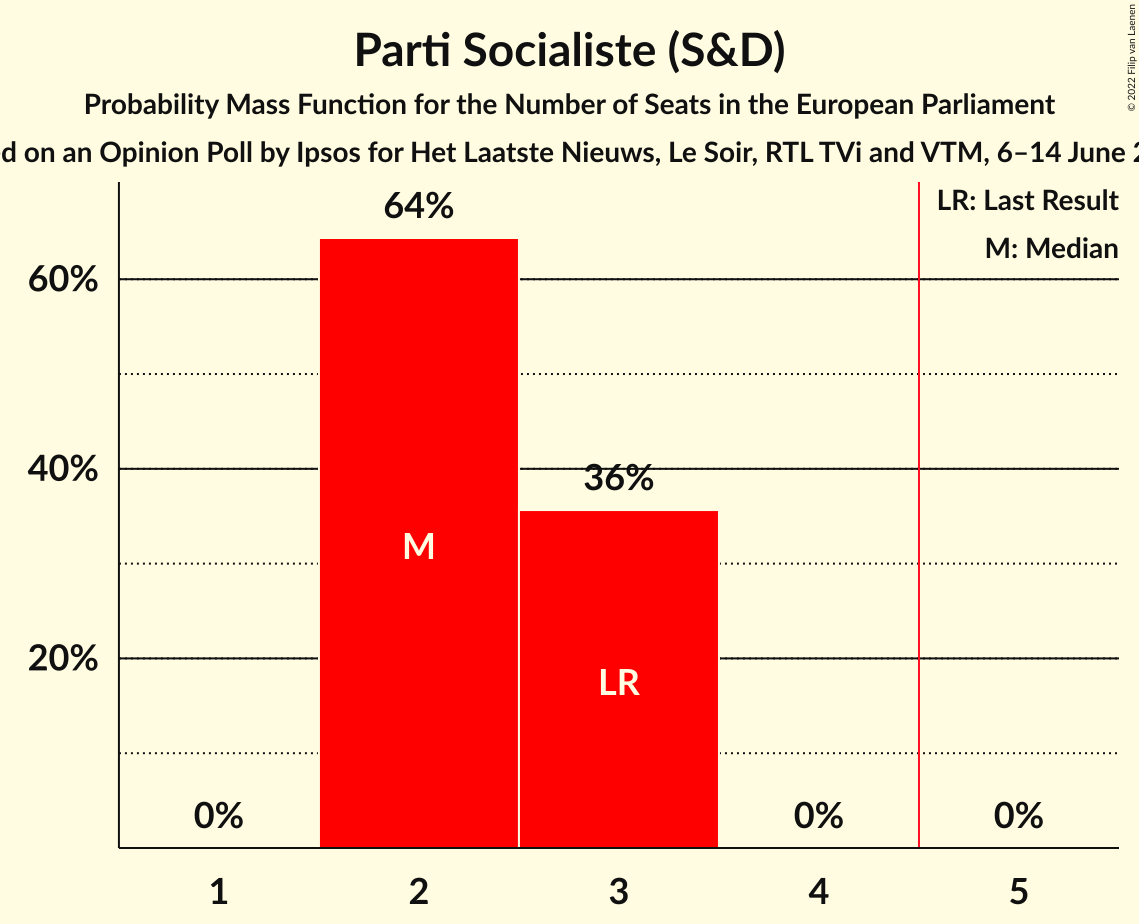 Parti Socialiste (S&D)
Probability Mass Function for the Number of Seats in the European Parliament
on an Opinion Poll by Ipsos for Het Laatste Nieuws, Le Soir, RTL TVi and VTM, 6–14 June
© 2022 Filip van Laenen
LR: Last Result
M: Median
64%
60%
40%
36%
20%
M
LR
0%
0%
0%
1
2
3
4
5